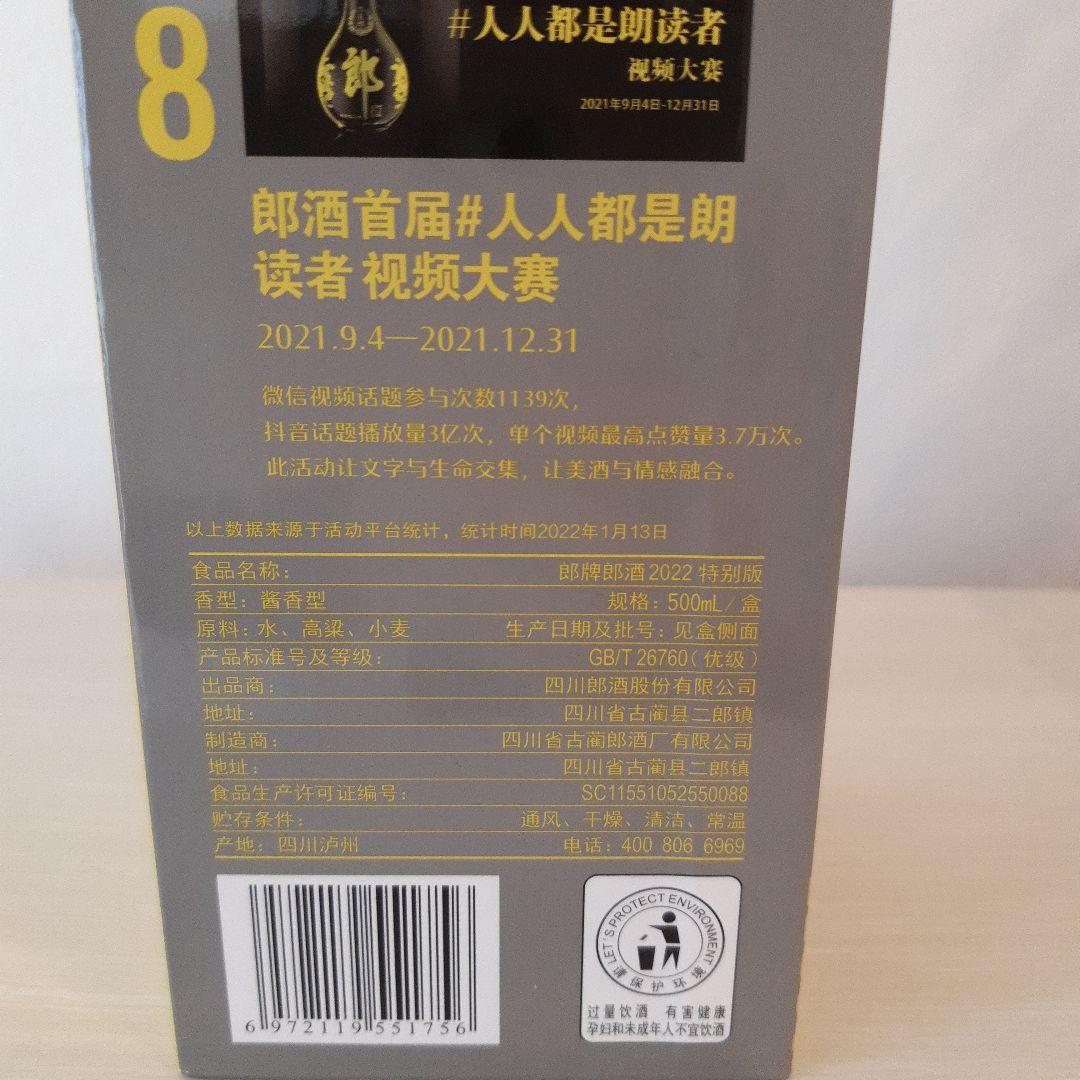 8
郎
#人人都是朗读者
视频大赛
2021年9月4日-12月31日
郎酒首届#人人都是朗
读者 视频大赛
2021.9.4—2021.12.31
微信视频话题参与次数1139次，
抖音话题播放量3亿次，单个视频最高点赞量3.7万次。
此活动让文字与生命交集，让美酒与情感融合。
以上数据来源于活动平台统计，统计时间2022年1月13日
食品名称： 郎牌郎酒2022 特别版
香型：酱香型 规格：500mL／盒
原料：水、高粱、小麦 生产日期及批号：见盒侧面
产品标准号及等级： GB/T 26760（优级）
出品商： 四川郎酒股份有限公司
地址： 四川省古蔺县二郎镇
制造商： 四川省古蔺郎酒厂有限公司
地址： 四川省古蔺县二郎镇
食品生产许可证编号： SC11551052550088
贮存条件： 通风、干燥、清洁、常温
产地：四川泸州 电话：400 806 6969
6 972119 551756
LET'S PROTECT ENVIRONMENT
请保护环境
过量饮酒 有害健康
孕妇和未成年人不宜饮酒